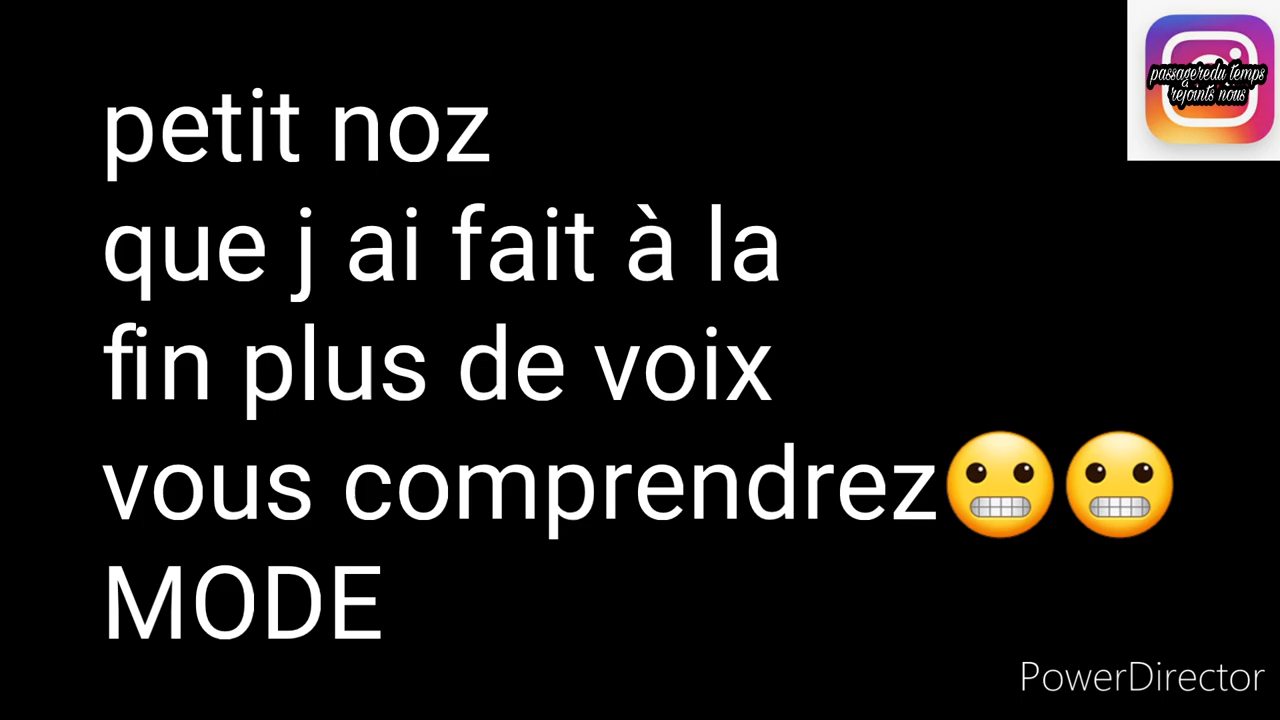 petit noz
que j ai fait à la
fin plus de voix
vous comprendrez😬😬
MODE
passageredu temps
rejoints nous
PowerDirector